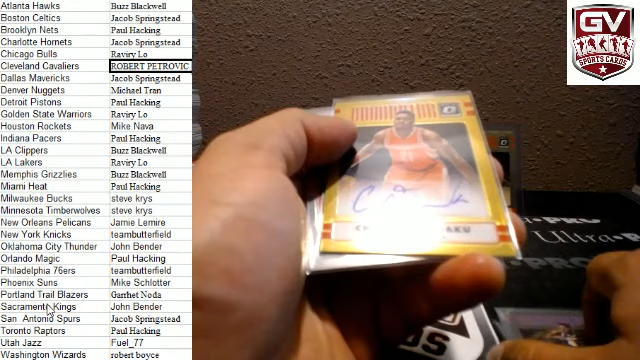 Atlanta Hawks Buzz Blackwell
Boston Celtics Jacob Springstead
Brooklyn Nets Paul Hacking
Charlotte Hornets Jacob Springstead
Chicago Bulls Raviry Lo
Cleveland Cavaliers ROBERT PETROVIC
Dallas Mavericks Jacob Springstead
Denver Nuggets Michael Tran
Detroit Pistons Paul Hacking
Golden State Warriors Raviry Lo
Houston Rockets Mike Nava
Indiana Pacers Paul Hacking
LA Clippers Buzz Blackwell
LA Lakers Raviry Lo
Memphis Grizzlies Buzz Blackwell
Miami Heat Paul Hacking
Milwaukee Bucks steve krys
Minnesota Timberwolves steve krys
New Orleans Pelicans Jamie Lemire
New York Knicks teambutterfield
Oklahoma City Thunder John Bender
Orlando Magic Paul Hacking
Philadelphia 76ers teambutterfield
Phoenix Suns Mike Schlotter
Portland Trail Blazers Garrhet Noda
Sacramento Kings John Bender
San Antonio Spurs Jacob Springstead
Toronto Raptors Paul Hacking
Utah Jazz Fuel_77
Washington Wizards robert boyce
GV
SPORTS CARDS
Ultra